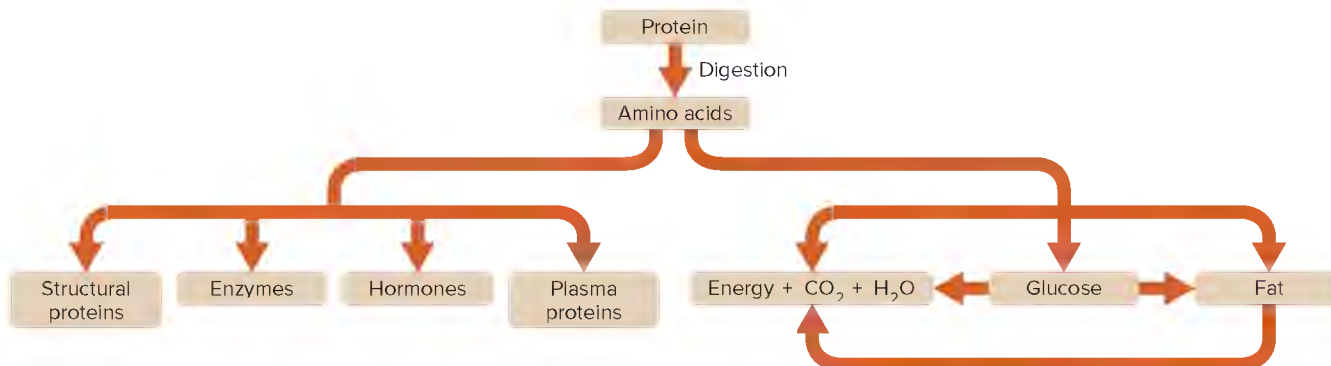 Protein
Digestion
Amino acids
Structural
proteins
Enzymes
Hormones
Plasma
proteins
Energy + CO₂ + H₂O
Glucose
Fat